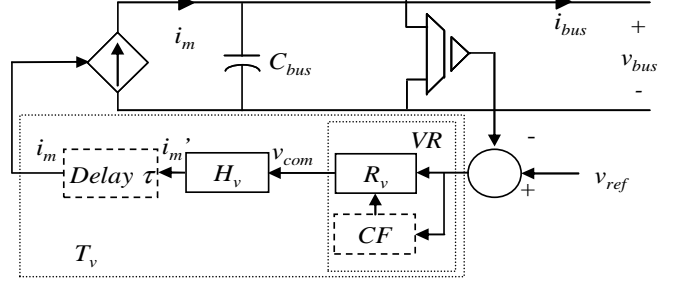 i_m
C_bus
i_bus
+
v_bus
-
i_m
i_m'
v_com
VR
-
Delay τ
H_v
R_v
+
v_ref
CF
T_v